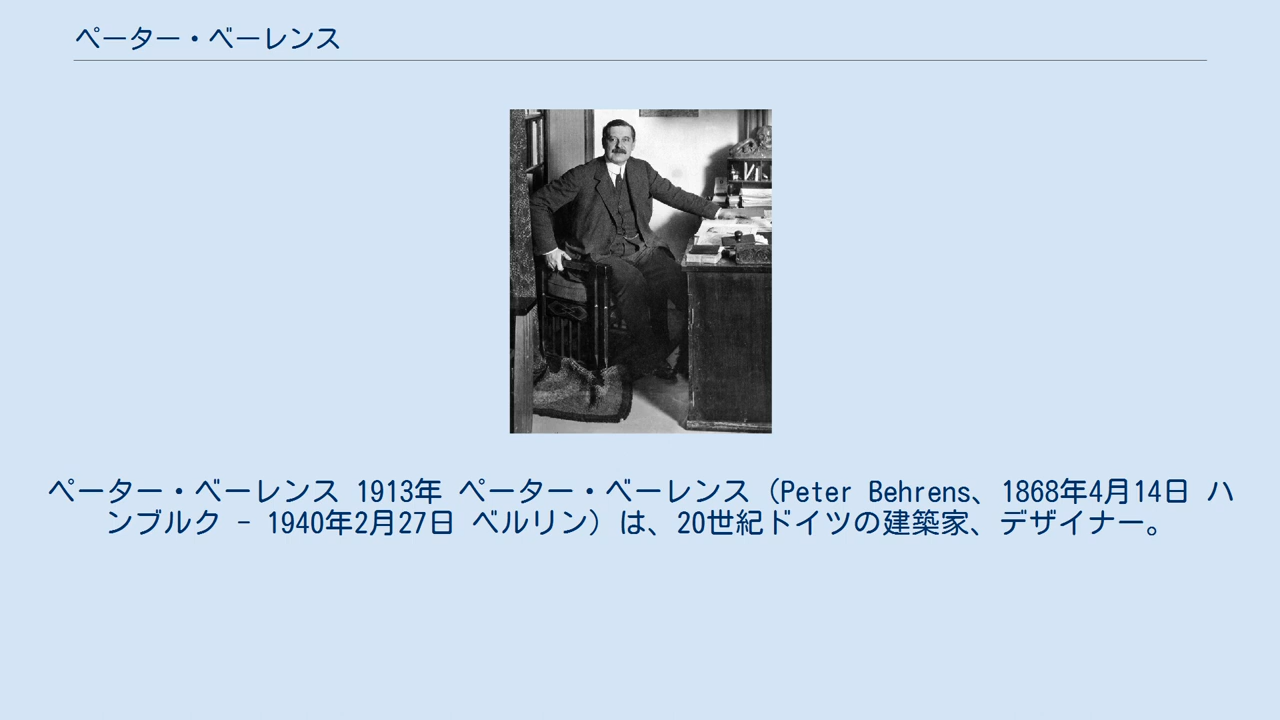 ペーター・ベーレンス
ペーター・ベーレンス 1913年 ペーター・ベーレンス（Peter Behrens、1868年4月14日 ハ
ンブルク - 1940年2月27日 ベルリン）は、20世紀ドイツの建築家、デザイナー。